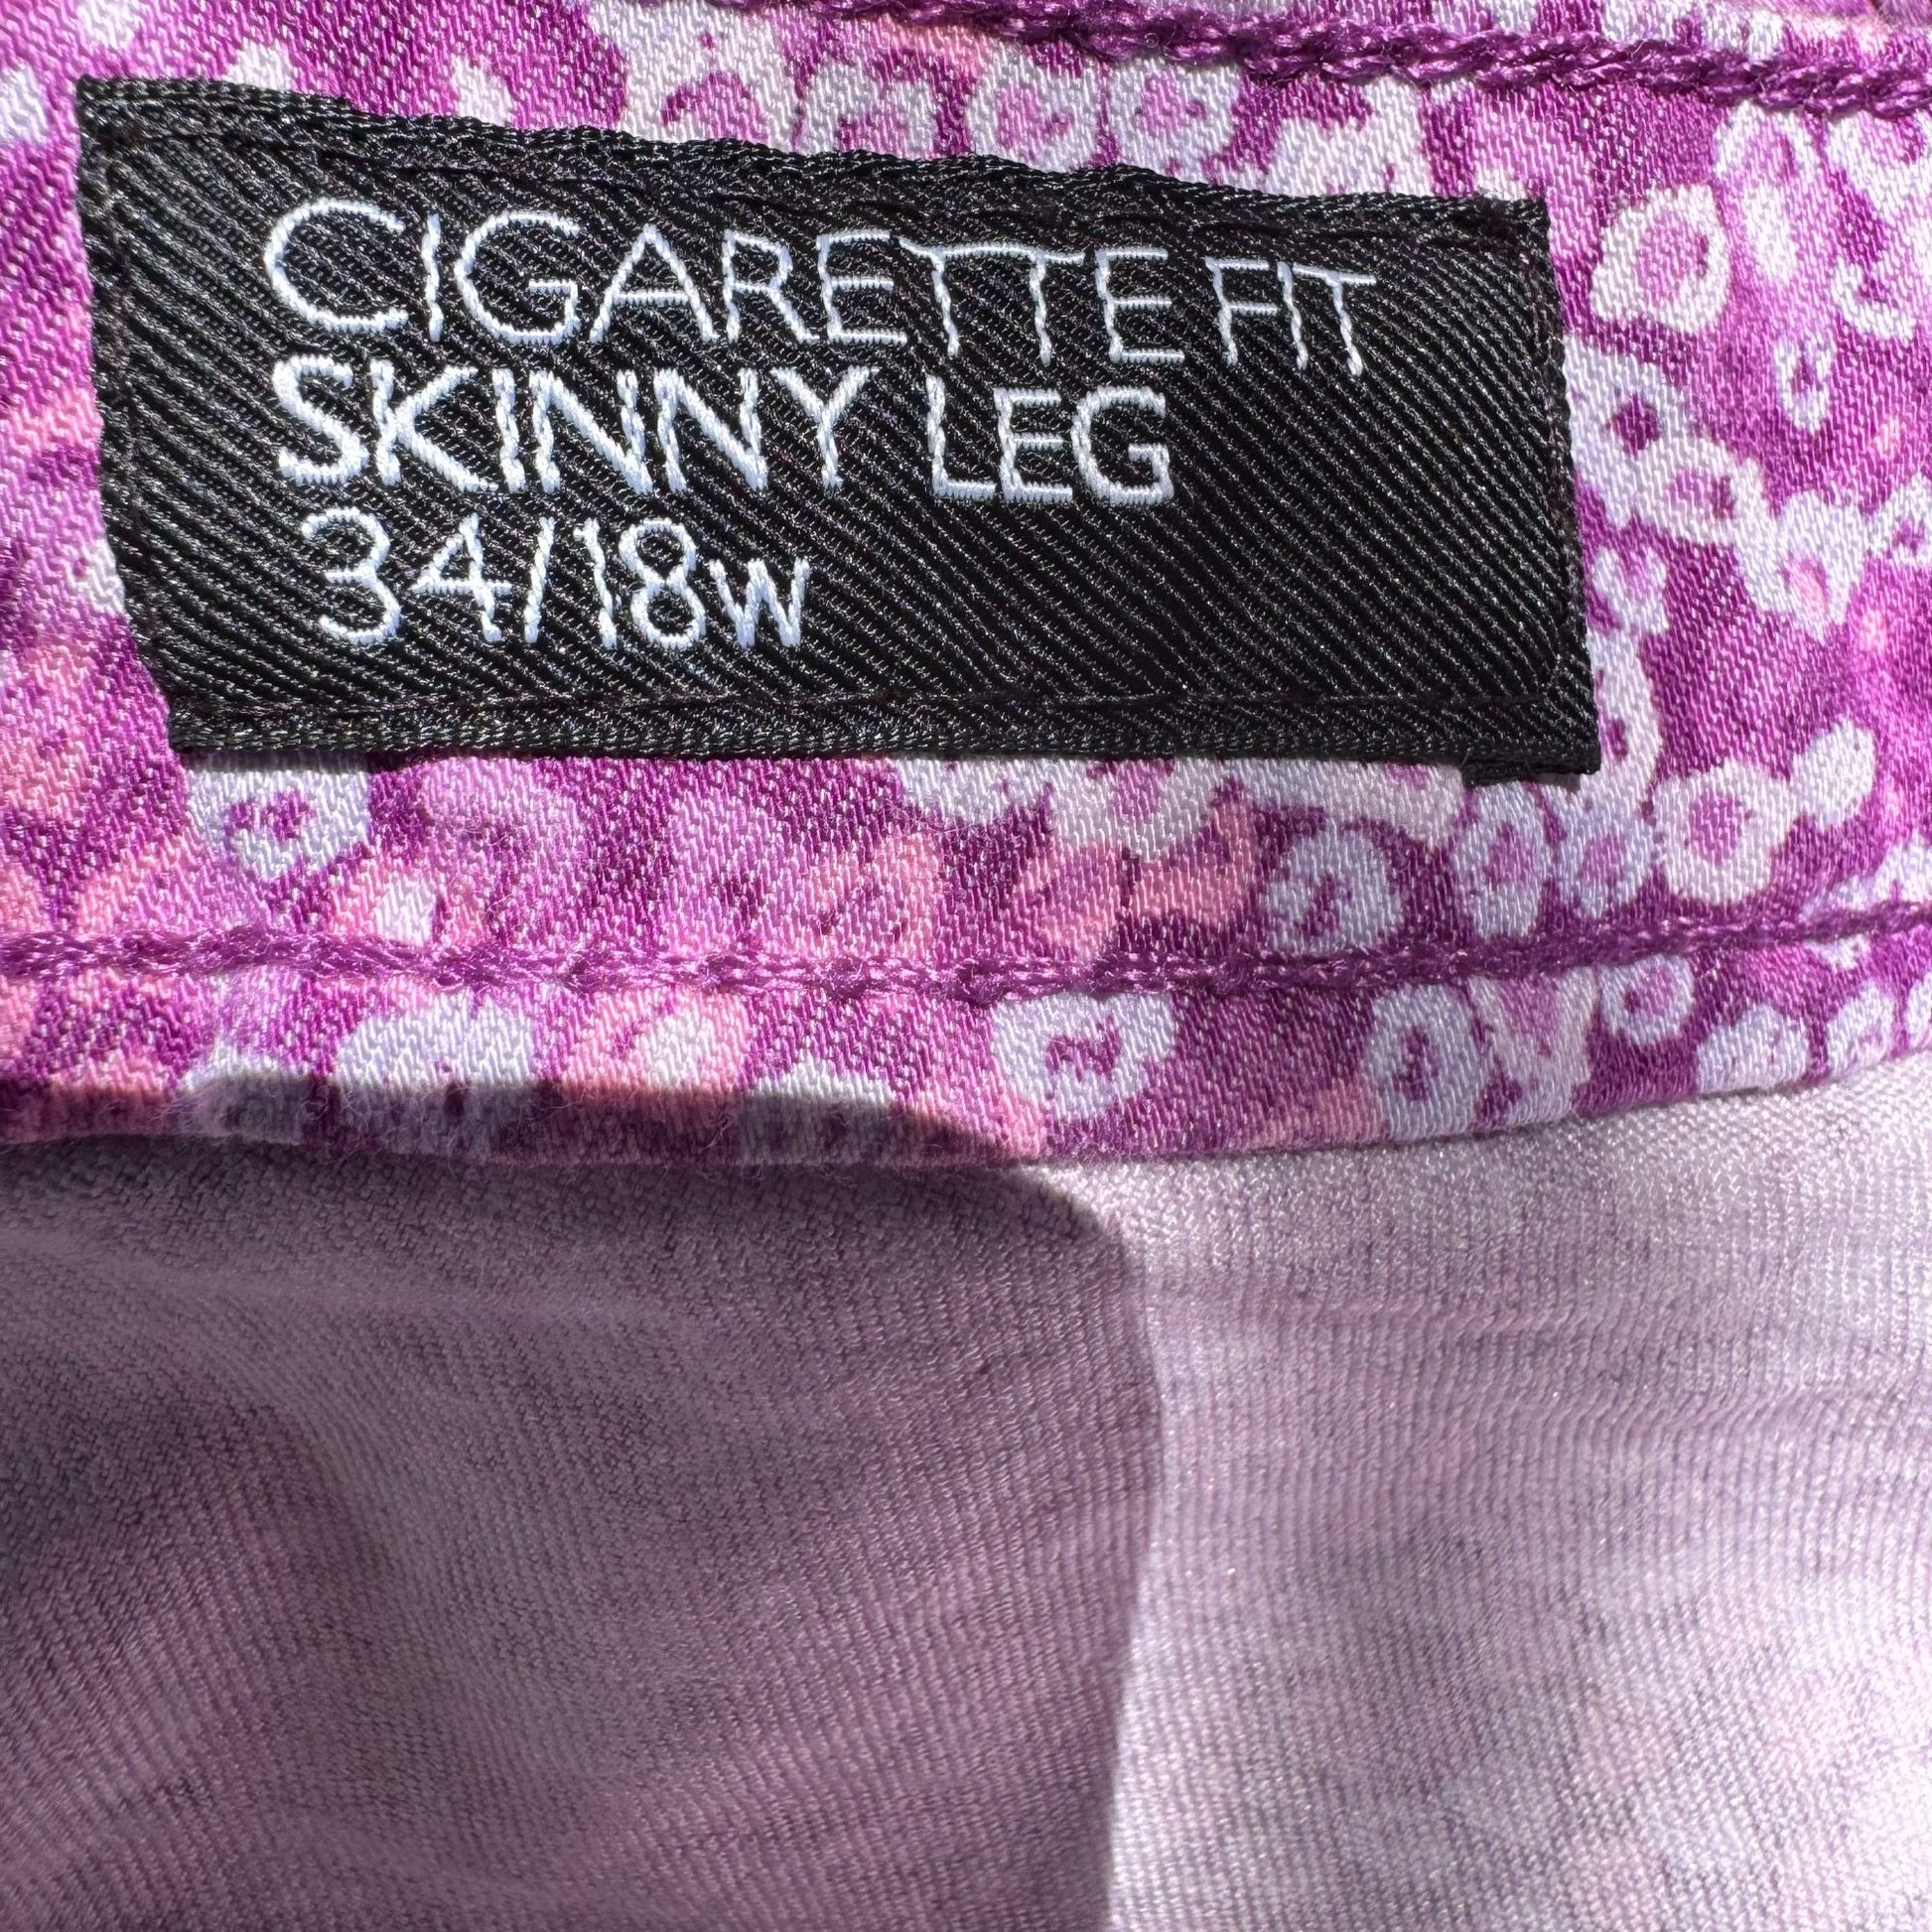 CIGARETTE FIT
SKINNY LEG
34/18W